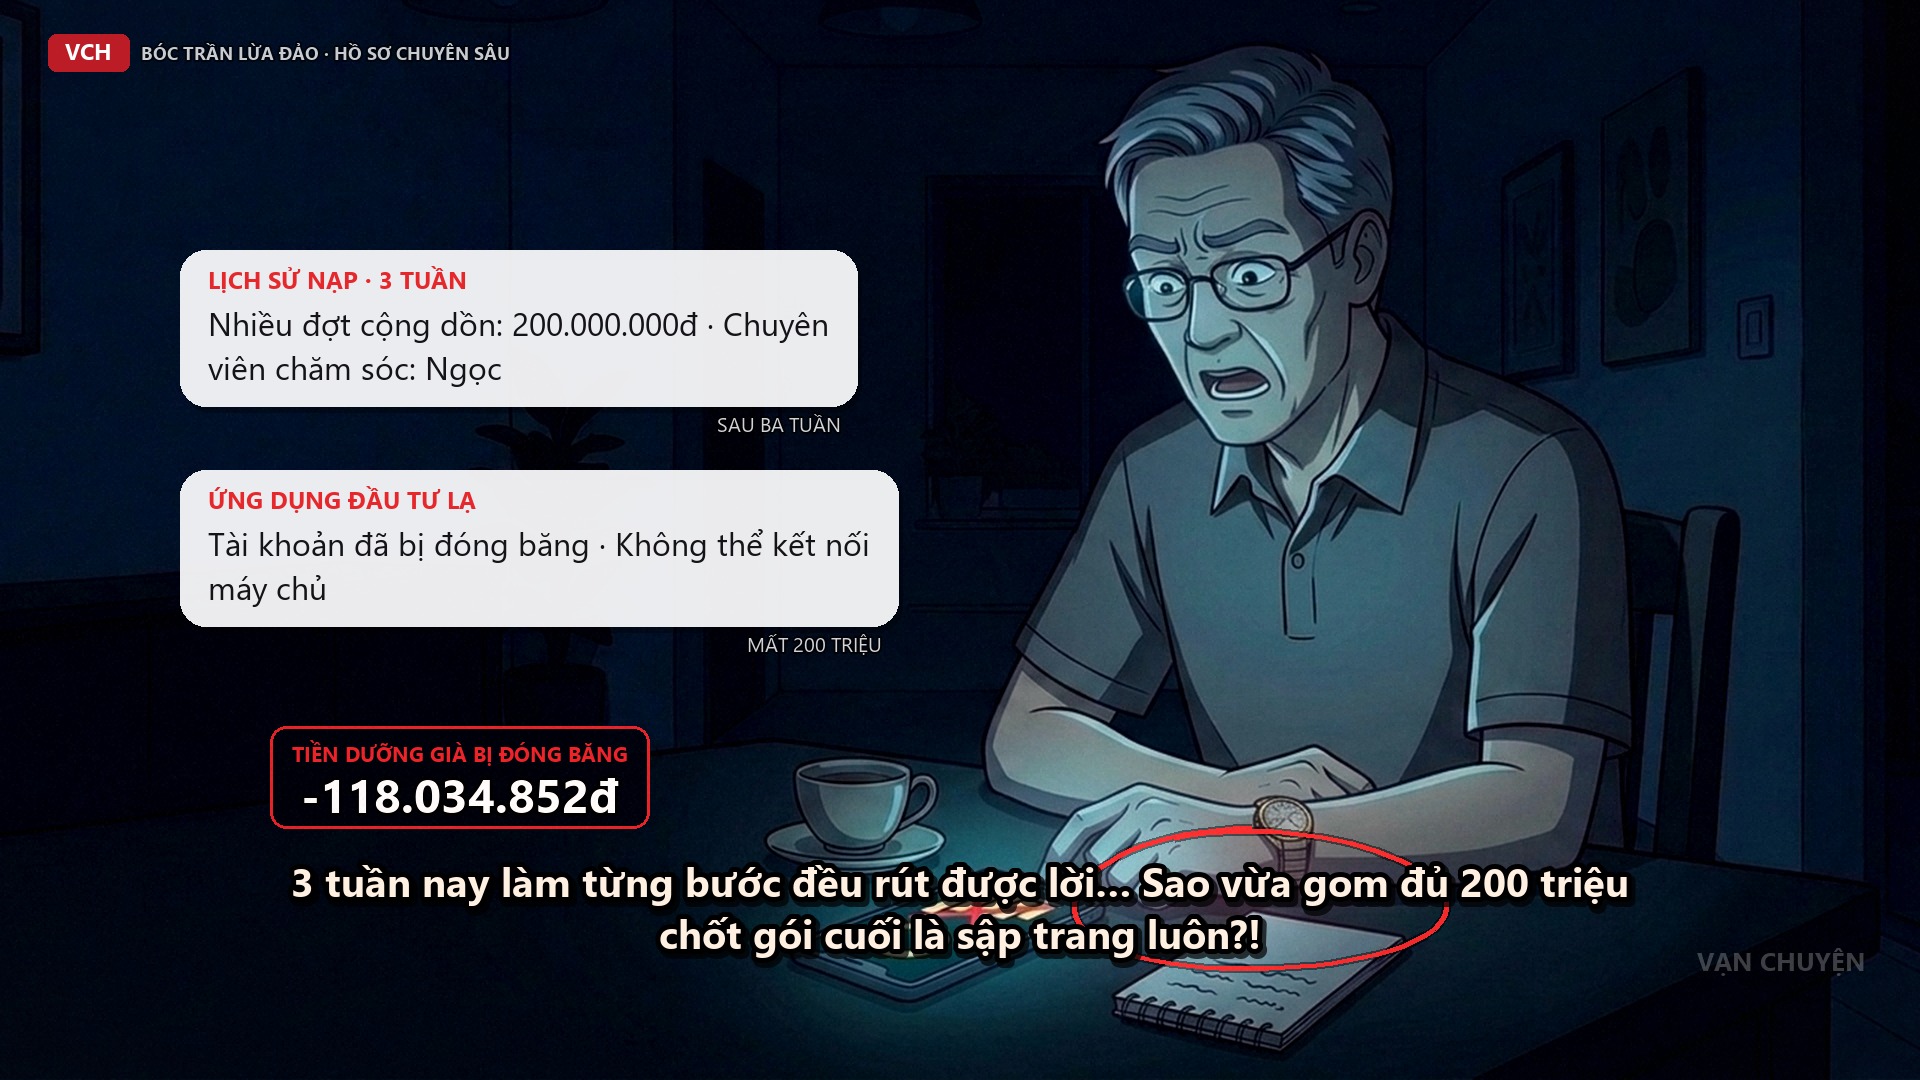 VCH BÓC TRẦN LỪA ĐẢO · HỒ SƠ CHUYÊN SÂU
LỊCH SỬ NẠP · 3 TUẦN
Nhiều đợt cộng dồn: 200.000.000đ · Chuyên
viên chăm sóc: Ngọc
SAU BA TUẦN
ỨNG DỤNG ĐẦU TƯ LẠ
Tài khoản đã bị đóng băng · Không thể kết nối
máy chủ
MẤT 200 TRIỆU
TIỀN DƯỠNG GIÀ BỊ ĐÓNG BĂNG
-118.034.852đ
3 tuần nay làm từng bước đều rút được lời... Sao vừa gom đủ 200 triệu
chốt gói cuối là sập trang luôn?!
VẠN CHUYỆN